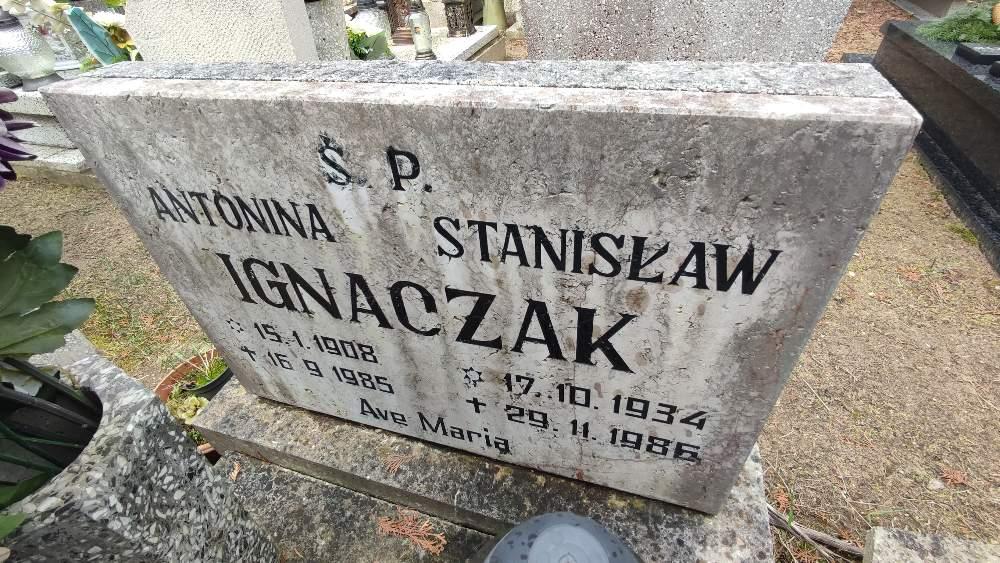 Ś. P.
ANTONINA STANISŁAW
IGNACZAK
15.1.1908 17.10.1934
+ 16 9 1985 + 29.11.1986
Ave Maria